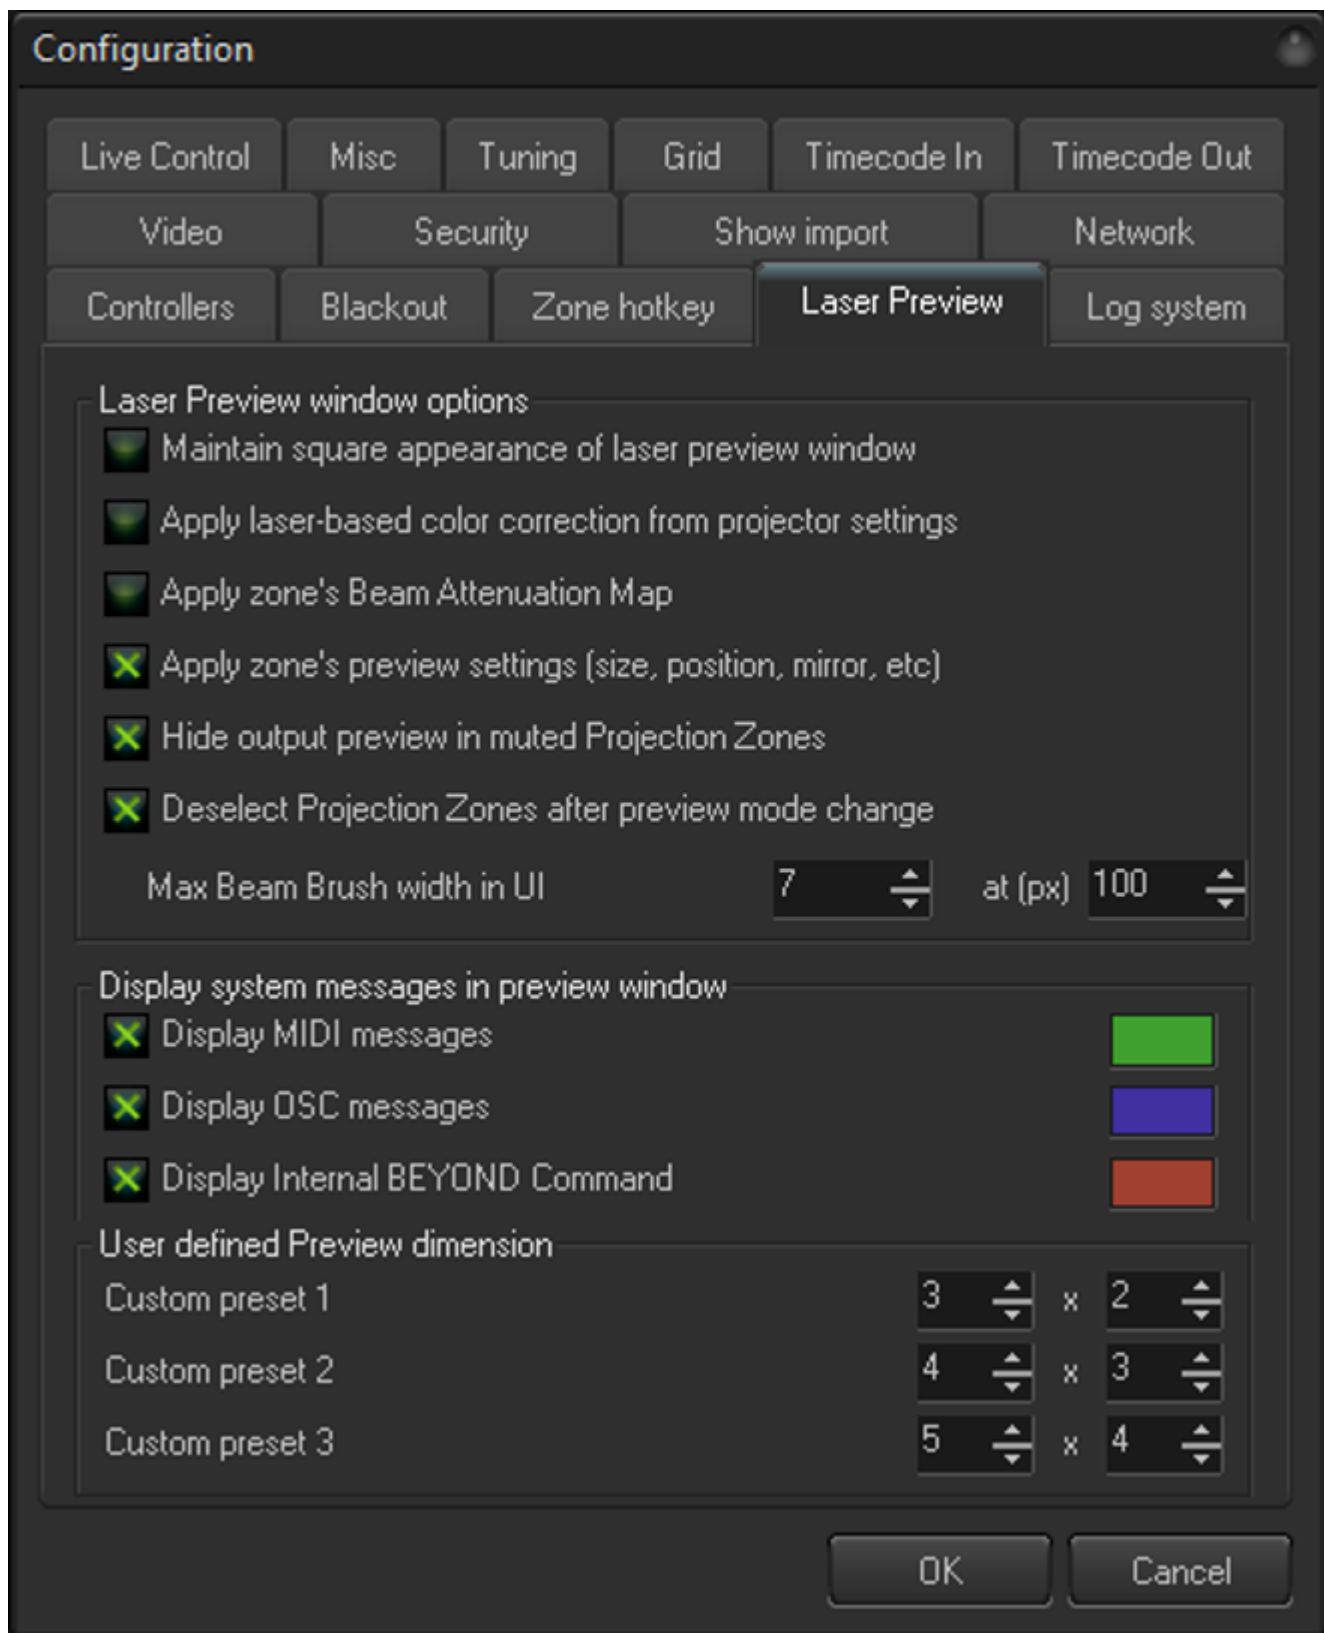 Configuration
Live Control Misc Tuning Grid Timecode In Timecode Out
Video Security Show import Network
Controllers Blackout Zone hotkey Laser Preview Log system
Laser Preview window options
Maintain square appearance of laser preview window
Apply laser-based color correction from projector settings
Apply zone's Beam Attenuation Map
Apply zone's preview settings (size, position, mirror, etc)
Hide output preview in muted Projection Zones
Deselect Projection Zones after preview mode change
Max Beam Brush width in UI 7 at (px) 100
Display system messages in preview window
Display MIDI messages
Display OSC messages
Display Internal BEYOND Command
User defined Preview dimension
Custom preset 1 3 x 2
Custom preset 2 4 x 3
Custom preset 3 5 x 4
OK Cancel